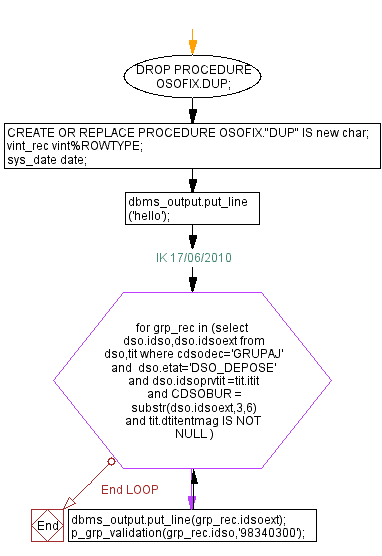 DROP PROCEDURE
OSOFIX.DUP;
CREATE OR REPLACE PROCEDURE OSOFIX."DUP" IS new char;
vint_rec vint%ROWTYPE;
sys_date date;
dbms_output.put_line
('hello');
IK 17/06/2010
for grp_rec in (select
dso.idso,dso.idsoext from
dso,tit where cdsodec='GRUPAJ'
and  dso.etat='DSO_DEPOSE'
and dso.idsoprvtit =tit.itit
and CDSOBUR =
substr(dso.idsoext,3,6)
and tit.dtitentmag IS NOT
NULL )
End LOOP
End
dbms_output.put_line(grp_rec.idsoext);
p_grp_validation(grp_rec.idso,'98340300');